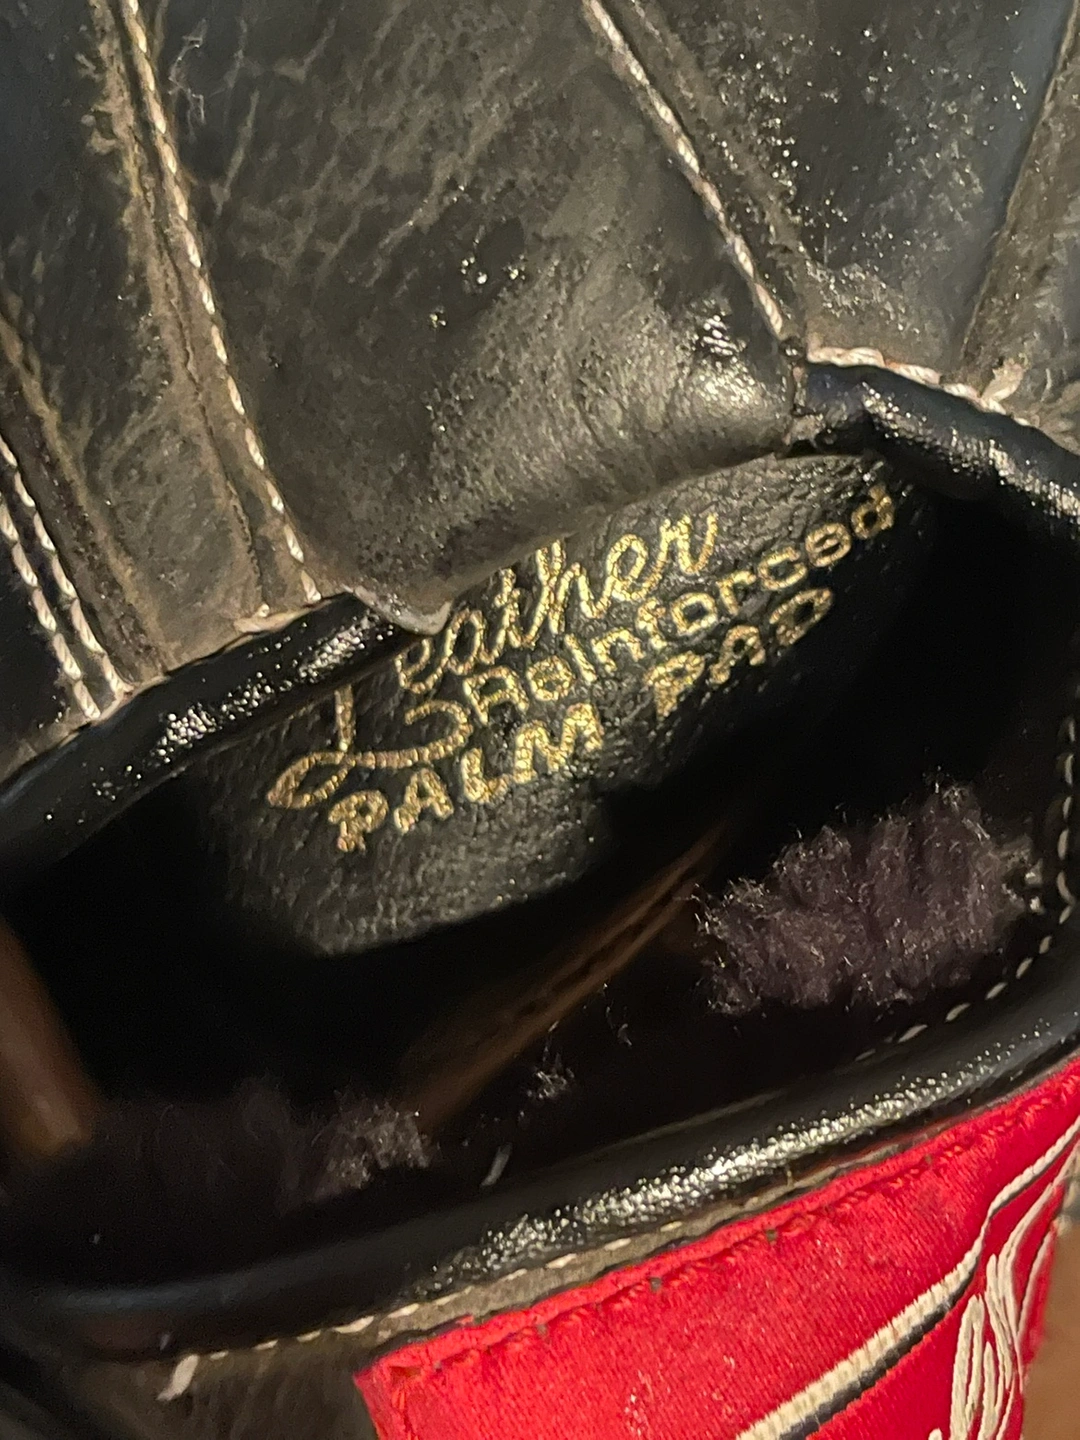 Leather
Reinforced
PALM PAD